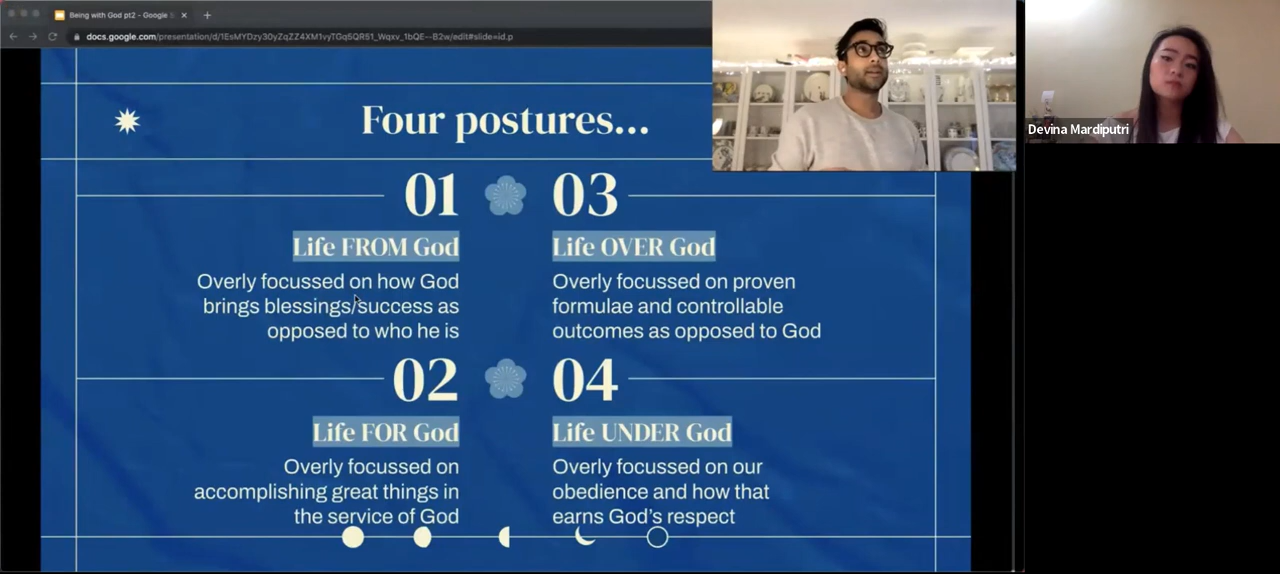 Being with God pt2 - Google S
docs.google.com/presentation/d/1EsMYDzy30yZqZZ4XM1vyTGq5QR51_Wqxv_1bQE--B2w/edit#slide=id.p
Four postures...
01
Life FROM God
Overly focussed on how God
brings blessings/success as
opposed to who he is
02
Life FOR God
Overly focussed on
accomplishing great things in
the service of God
03
Life OVER God
Overly focussed on proven
formulae and controllable
outcomes as opposed to God
04
Life UNDER God
Overly focussed on our
obedience and how that
earns God's respect
Devina Mardiputri